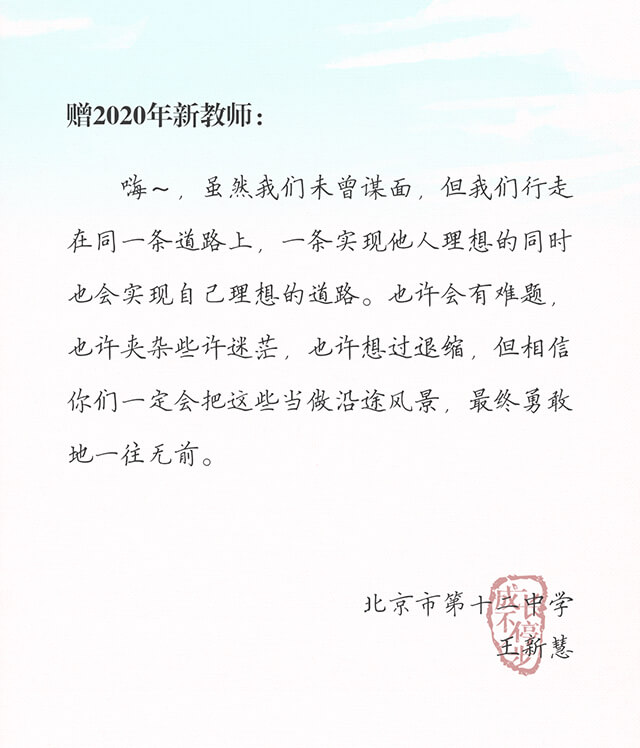 赠2020年新教师：
嗨~，虽然我们未曾谋面，但我们行走
在同一条道路上，一条实现他人理想的同时
也会实现自己理想的道路。也许会有难题，
也许夹杂些许迷茫，也许想过退缩，但相信
你们一定会把这些当做沿途风景，最终勇敢
地一往无前。
北京市第十二中学
王新慧